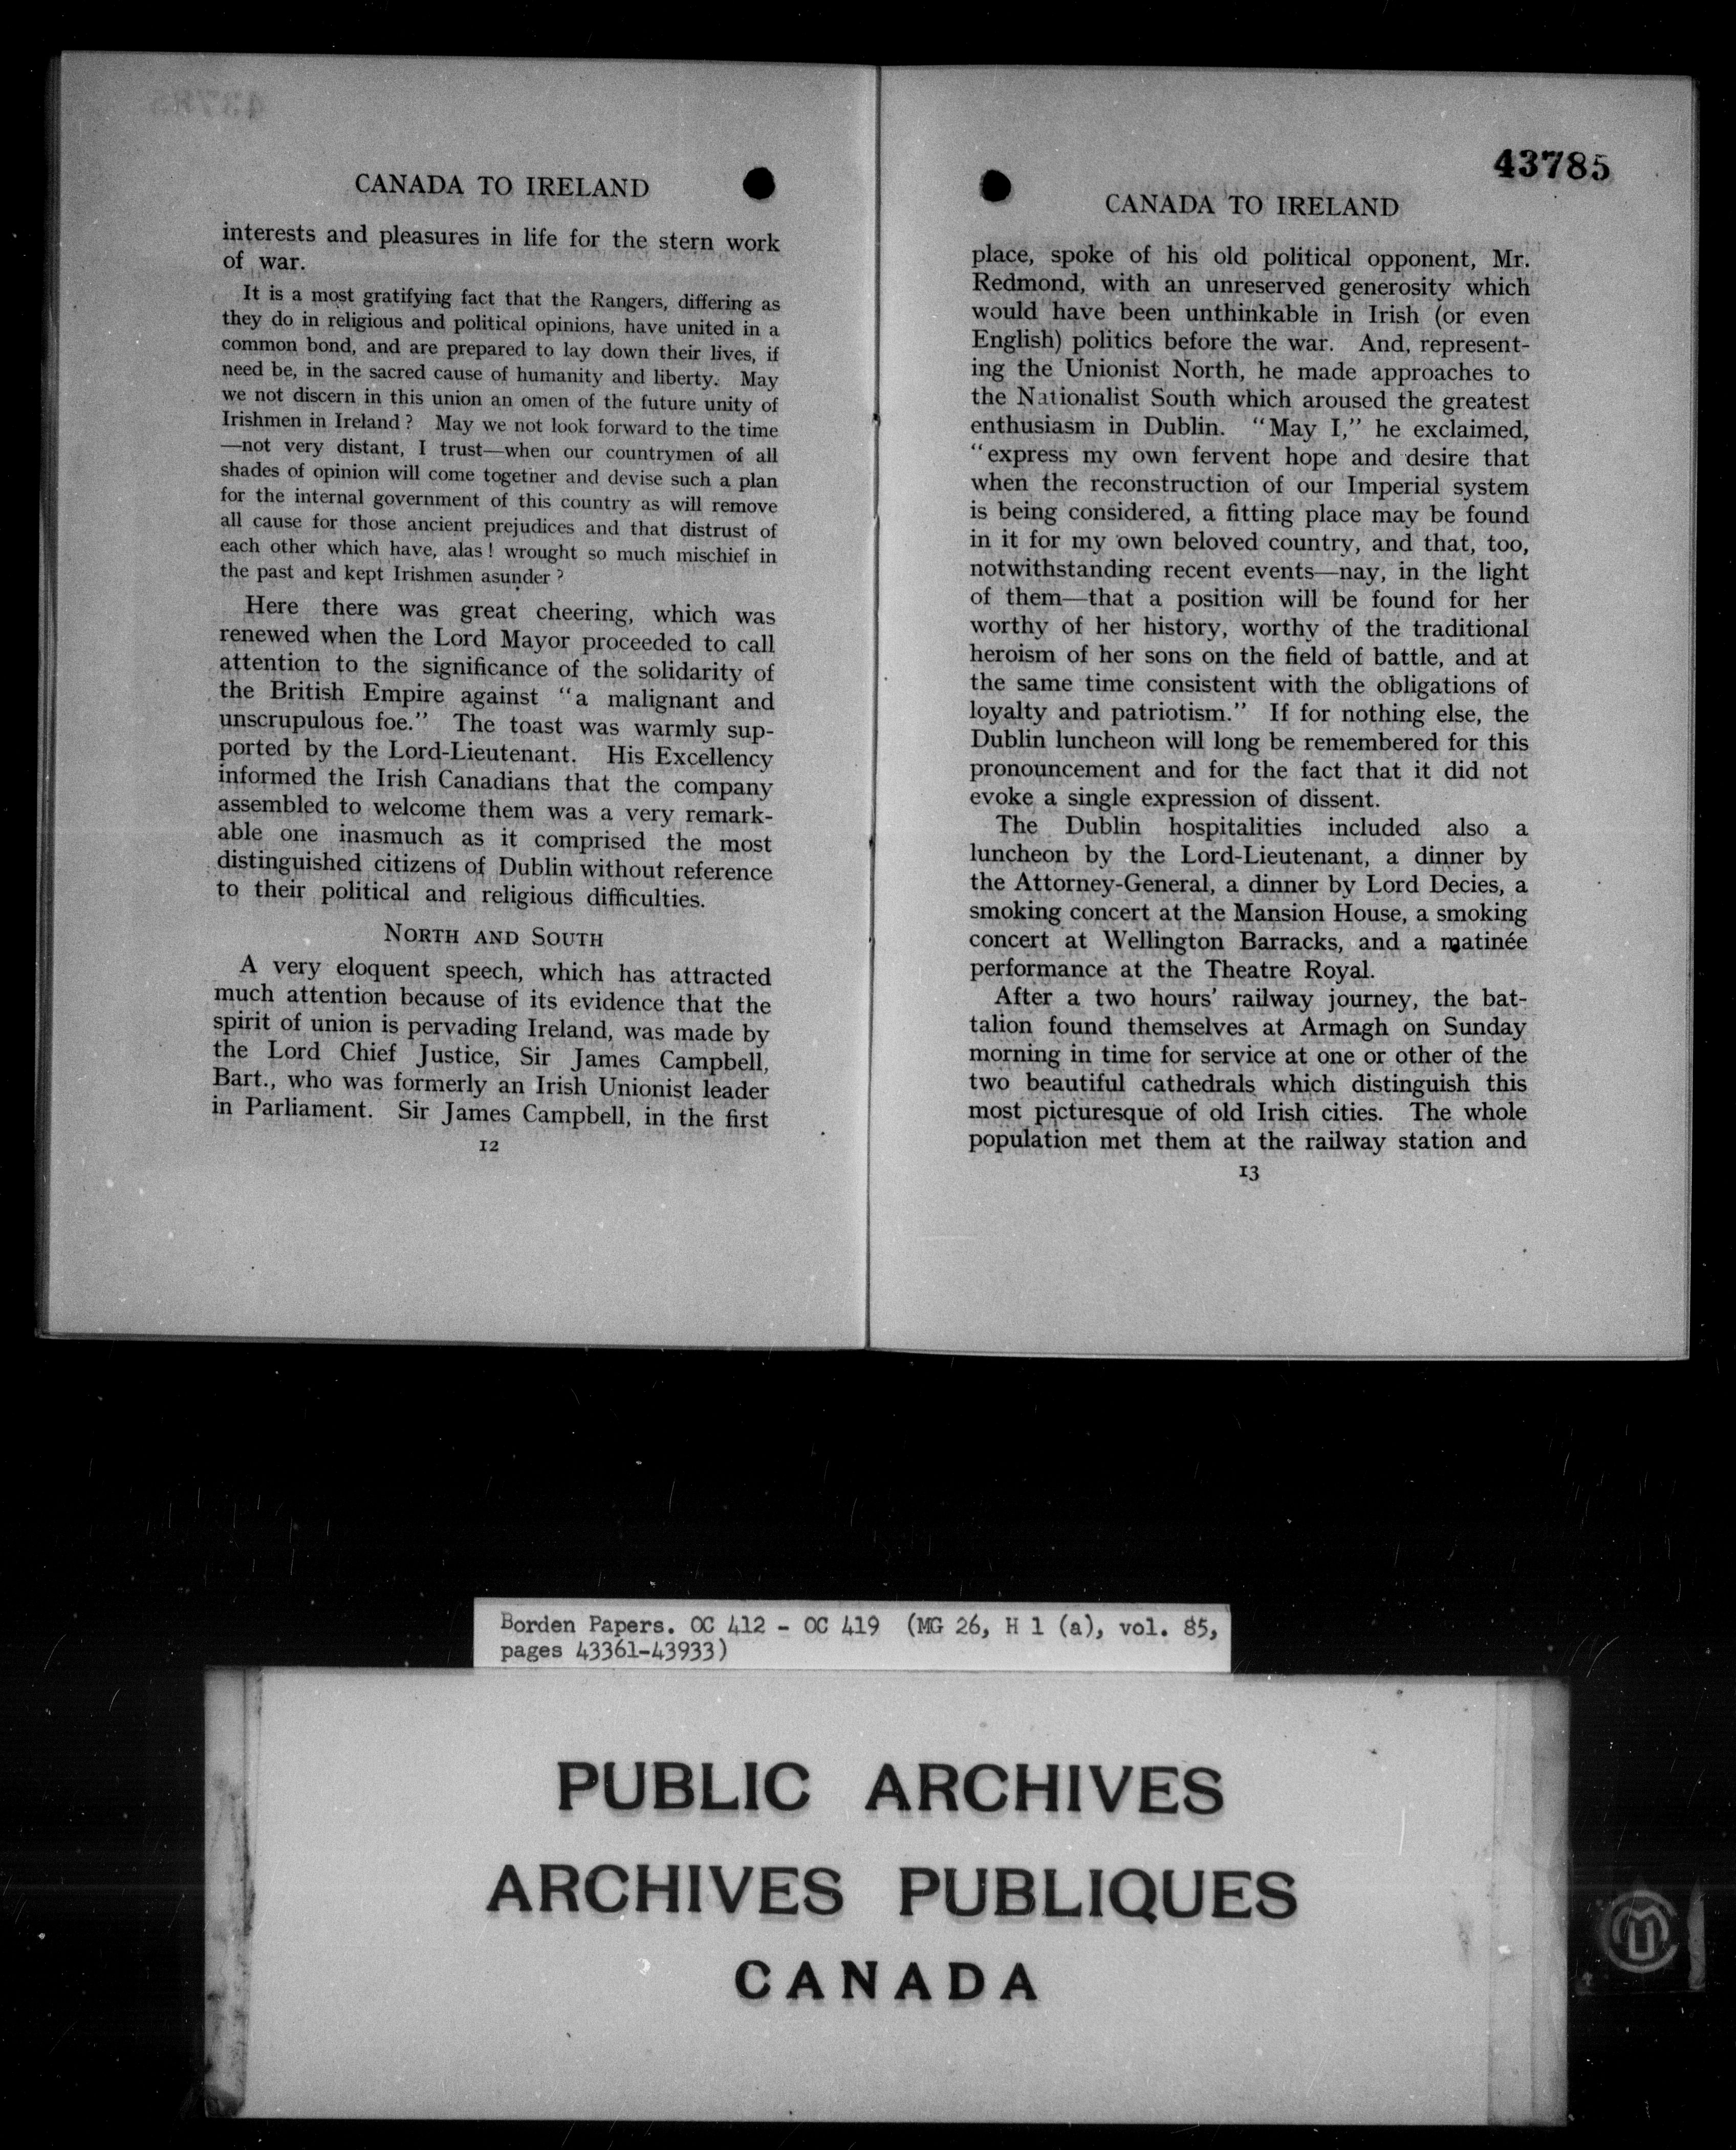 CANADA TO IRELAND
interests and pleasures in life for the stern work
of war.
It is a most gratifying fact that the Rangers, differing as
they do in religious and political opinions, have united in a
common bond, and are prepared to lay down their lives, if
need be, in the sacred cause of humanity and liberty. May
we not discern in this union an omen of the future unity of
Irishmen in Ireland? May we not look forward to the time
—not very distant, I trust—when our countrymen of all
shades of opinion will come together and devise such a plan
for the internal government of this country as will remove
all cause for those ancient prejudices and that distrust of
each other which have, alas! wrought so much mischief in
the past and kept Irishmen asunder?
Here there was great cheering, which was
renewed when the Lord Mayor proceeded to call
attention to the significance of the solidarity of
the British Empire against "a malignant and
unscrupulous foe." The toast was warmly sup-
ported by the Lord-Lieutenant. His Excellency
informed the Irish Canadians that the company
assembled to welcome them was a very remark-
able one inasmuch as it comprised the most
distinguished citizens of Dublin without reference
to their political and religious difficulties.
NORTH AND SOUTH
A very eloquent speech, which has attracted
much attention because of its evidence that the
spirit of union is pervading Ireland, was made by
the Lord Chief Justice, Sir James Campbell,
Bart., who was formerly an Irish Unionist leader
in Parliament. Sir James Campbell, in the first
12
43785
CANADA TO IRELAND
place, spoke of his old political opponent, Mr.
Redmond, with an unreserved generosity which
would have been unthinkable in Irish (or even
English) politics before the war. And, represent-
ing the Unionist North, he made approaches to
the Nationalist South which aroused the greatest
enthusiasm in Dublin. "May I," he exclaimed,
"express my own fervent hope and desire that
when the reconstruction of our Imperial system
is being considered, a fitting place may be found
in it for my own beloved country, and that, too,
notwithstanding recent events—nay, in the light
of them—that a position will be found for her
worthy of her history, worthy of the traditional
heroism of her sons on the field of battle, and at
the same time consistent with the obligations of
loyalty and patriotism." If for nothing else, the
Dublin luncheon will long be remembered for this
pronouncement and for the fact that it did not
evoke a single expression of dissent.
The Dublin hospitalities included also a
luncheon by the Lord-Lieutenant, a dinner by
the Attorney-General, a dinner by Lord Decies, a
smoking concert at the Mansion House, a smoking
concert at Wellington Barracks, and a matinée
performance at the Theatre Royal.
After a two hours' railway journey, the bat-
talion found themselves at Armagh on Sunday
morning in time for service at one or other of the
two beautiful cathedrals which distinguish this
most picturesque of old Irish cities. The whole
population met them at the railway station and
13
Borden Papers. OC 412 - OC 419 (MG 26, H 1 (a), vol. 85,
pages 43361-43933)
PUBLIC ARCHIVES
ARCHIVES PUBLIQUES
CANADA